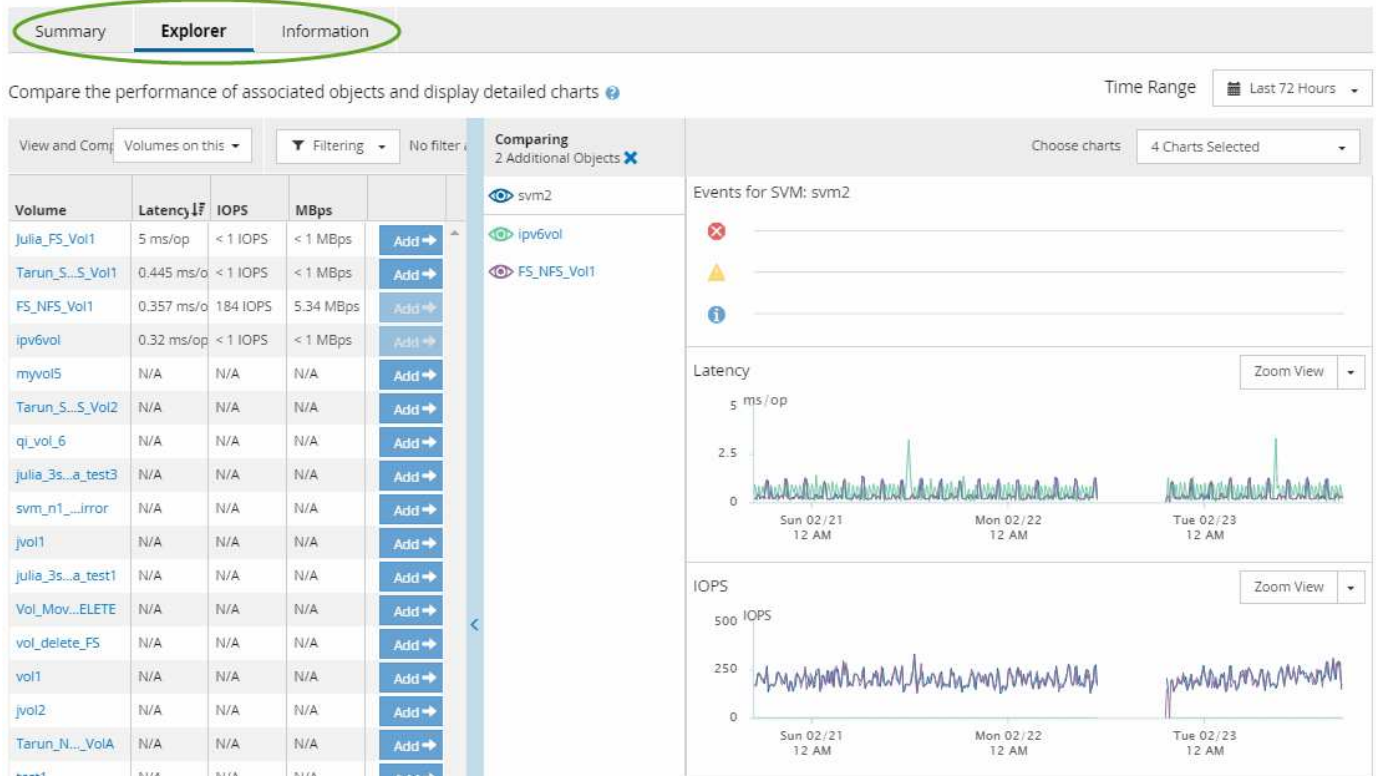 Summary
Explorer
Information
Compare the performance of associated objects and display detailed charts ?
Time Range
Last 72 Hours
View and Comp
Volumes on this
Filtering
No filter
Volume Latency IOPS MBps
Julia_FS_Vol1 5 ms/op < 1 IOPS < 1 MBps Add
Tarun_S...S_Vol1 0.445 ms/o < 1 IOPS < 1 MBps Add
FS_NFS_Vol1 0.357 ms/o 184 IOPS 5.34 MBps Add
ipv6vol 0.32 ms/op < 1 IOPS < 1 MBps Add
myvol5 N/A N/A N/A Add
Tarun_S...S_Vol2 N/A N/A N/A Add
qi_vol_6 N/A N/A N/A Add
julia_3s...a_test3 N/A N/A N/A Add
svm_n1_...irror N/A N/A N/A Add
jvol1 N/A N/A N/A Add
julia_3s...a_test1 N/A N/A N/A Add
Vol_Mov...ELETE N/A N/A N/A Add
vol_delete_FS N/A N/A N/A Add
vol1 N/A N/A N/A Add
jvol2 N/A N/A N/A Add
Tarun_N..._VolA N/A N/A N/A Add
Comparing
2 Additional Objects
svm2
ipv6vol
FS_NFS_Vol1
Choose charts
4 Charts Selected
Events for SVM: svm2
Latency
Zoom View
5 ms/op
2.5
0
Sun 02/21 Mon 02/22 Tue 02/23
12 AM 12 AM 12 AM
IOPS
Zoom View
500 IOPS
250
0
Sun 02/21 Mon 02/22 Tue 02/23
12 AM 12 AM 12 AM